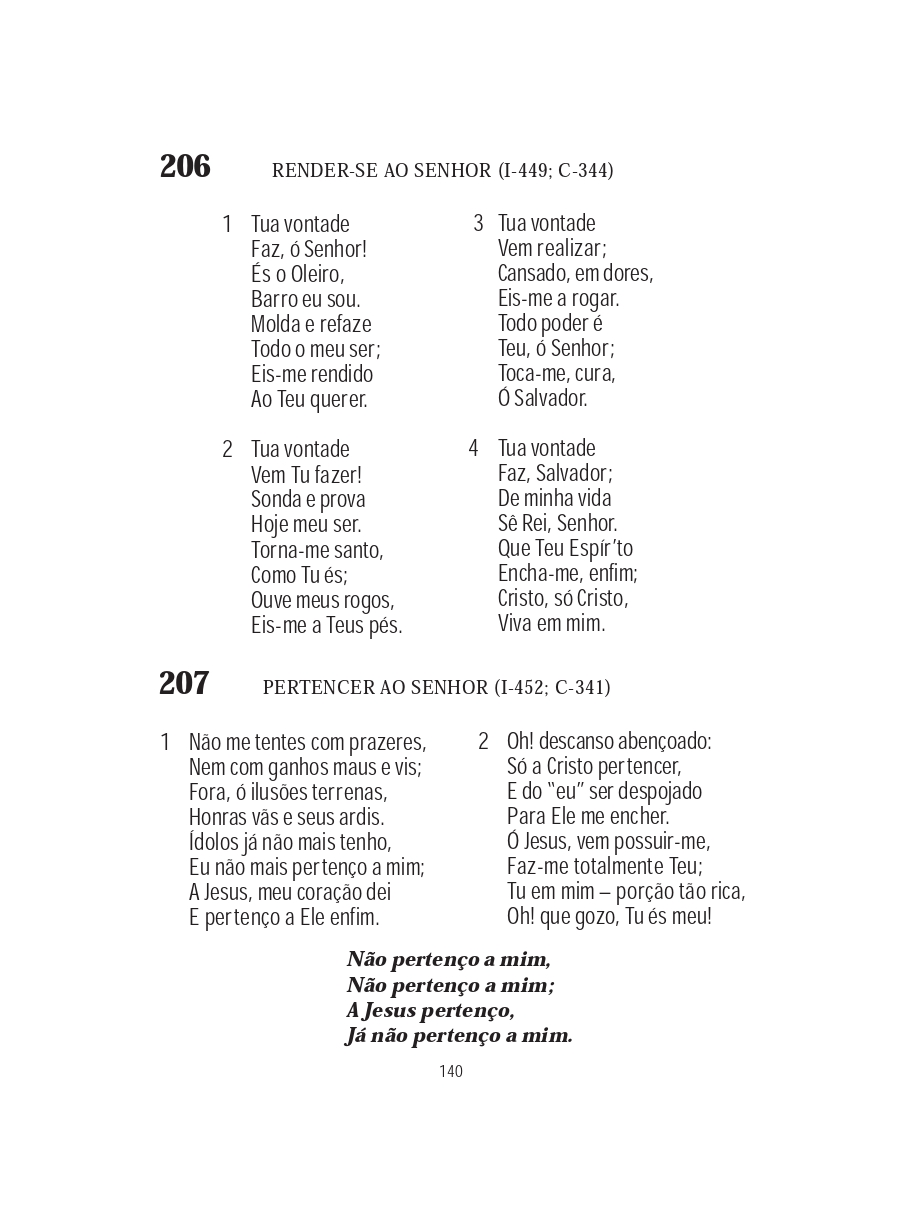 206 RENDER-SE AO SENHOR (I-449; C-344)
1 Tua vontade
Faz, ó Senhor!
És o Oleiro,
Barro eu sou.
Molda e refaze
Todo o meu ser;
Eis-me rendido
Ao Teu querer.
2 Tua vontade
Vem Tu fazer!
Sonda e prova
Hoje meu ser.
Torna-me santo,
Como Tu és;
Ouve meus rogos,
Eis-me a Teus pés.
3 Tua vontade
Vem realizar;
Cansado, em dores,
Eis-me a rogar.
Todo poder é
Teu, ó Senhor;
Toca-me, cura,
Ó Salvador.
4 Tua vontade
Faz, Salvador;
De minha vida
Sê Rei, Senhor.
Que Teu Espír’to
Encha-me, enfim;
Cristo, só Cristo,
Viva em mim.
207 PERTENCER AO SENHOR (I-452; C-341)
1 Não me tentes com prazeres,
Nem com ganhos maus e vis;
Fora, ó ilusões terrenas,
Honras vãs e seus ardis.
Ídolos já não mais tenho,
Eu não mais pertenço a mim;
A Jesus, meu coração dei
E pertenço a Ele enfim.
2 Oh! descanso abençoado:
Só a Cristo pertencer,
E do “eu” ser despojado
Para Ele me encher.
Ó Jesus, vem possuir-me,
Faz-me totalmente Teu;
Tu em mim – porção tão rica,
Oh! que gozo, Tu és meu!
Não pertenço a mim,
Não pertenço a mim;
A Jesus pertenço,
Já não pertenço a mim.
140